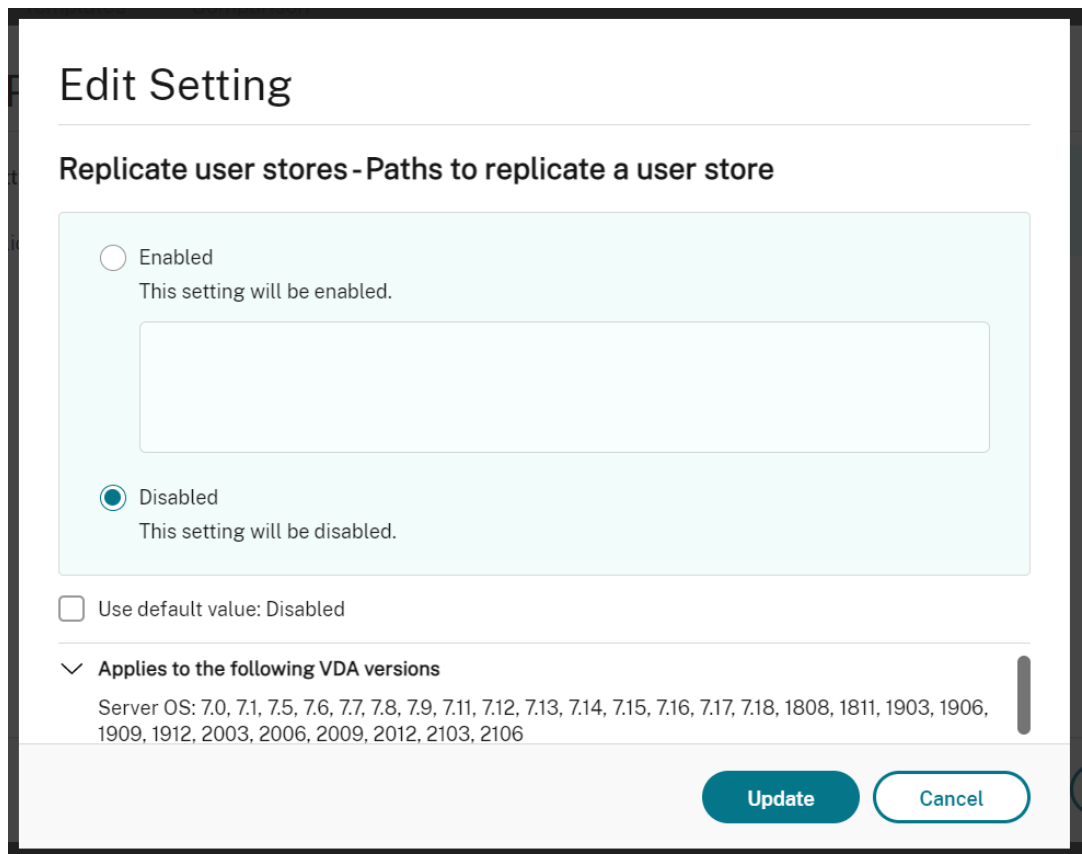 Edit Setting
Replicate user stores - Paths to replicate a user store
Enabled
This setting will be enabled.
Disabled
This setting will be disabled.
Use default value: Disabled
Applies to the following VDA versions
Server OS: 7.0, 7.1, 7.5, 7.6, 7.7, 7.8, 7.9, 7.11, 7.12, 7.13, 7.14, 7.15, 7.16, 7.17, 7.18, 1808, 1811, 1903, 1906,
1909, 1912, 2003, 2006, 2009, 2012, 2103, 2106
Update
Cancel